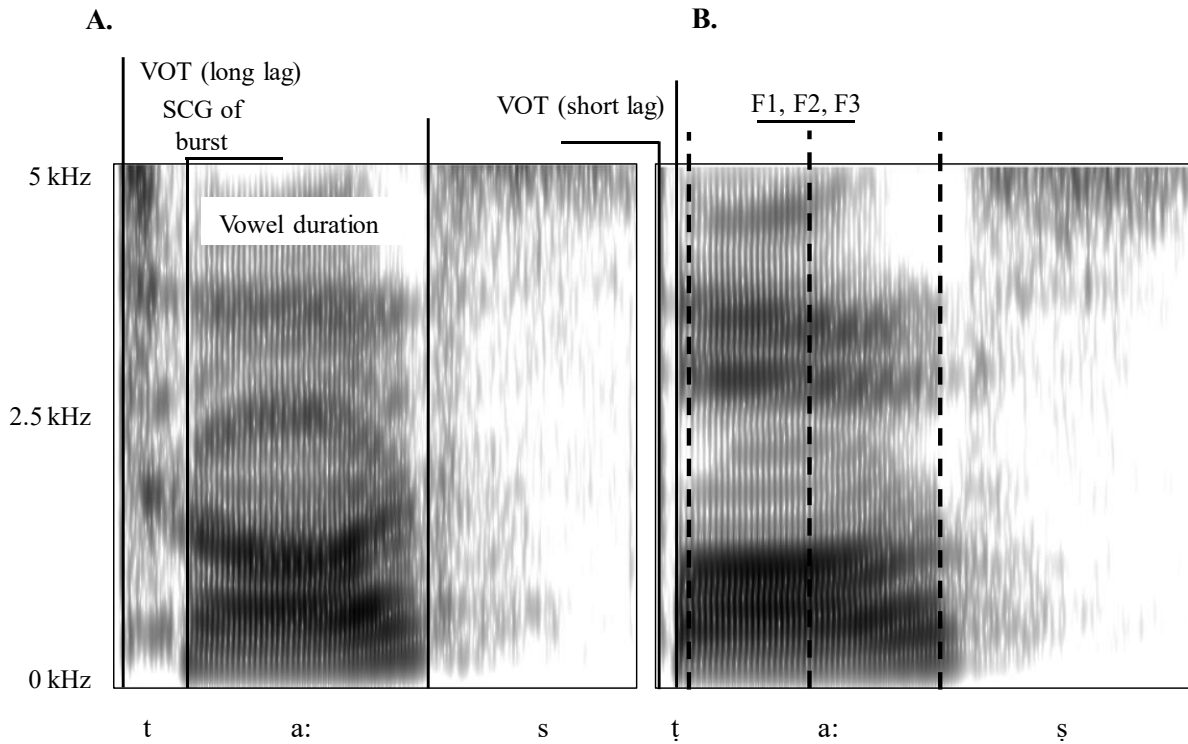 A.
B.
VOT (long lag)
SCG of
burst
VOT (short lag)
F1, F2, F3
5 kHz
Vowel duration
2.5 kHz
0 kHz
t a: s ṭ a: ṣ